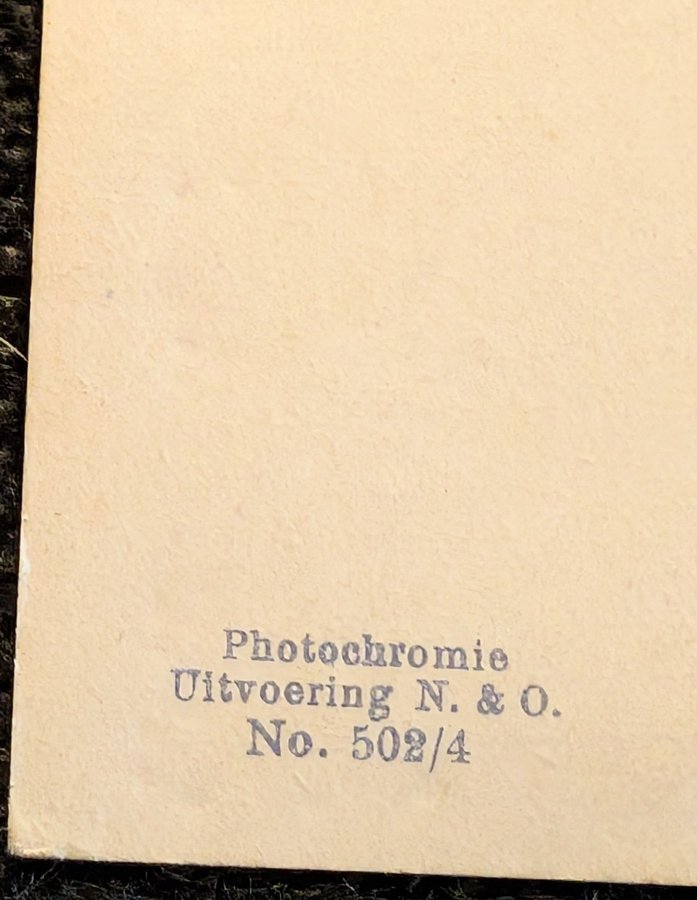 Photochromie
Uitvoering N. & O.
No. 502/4